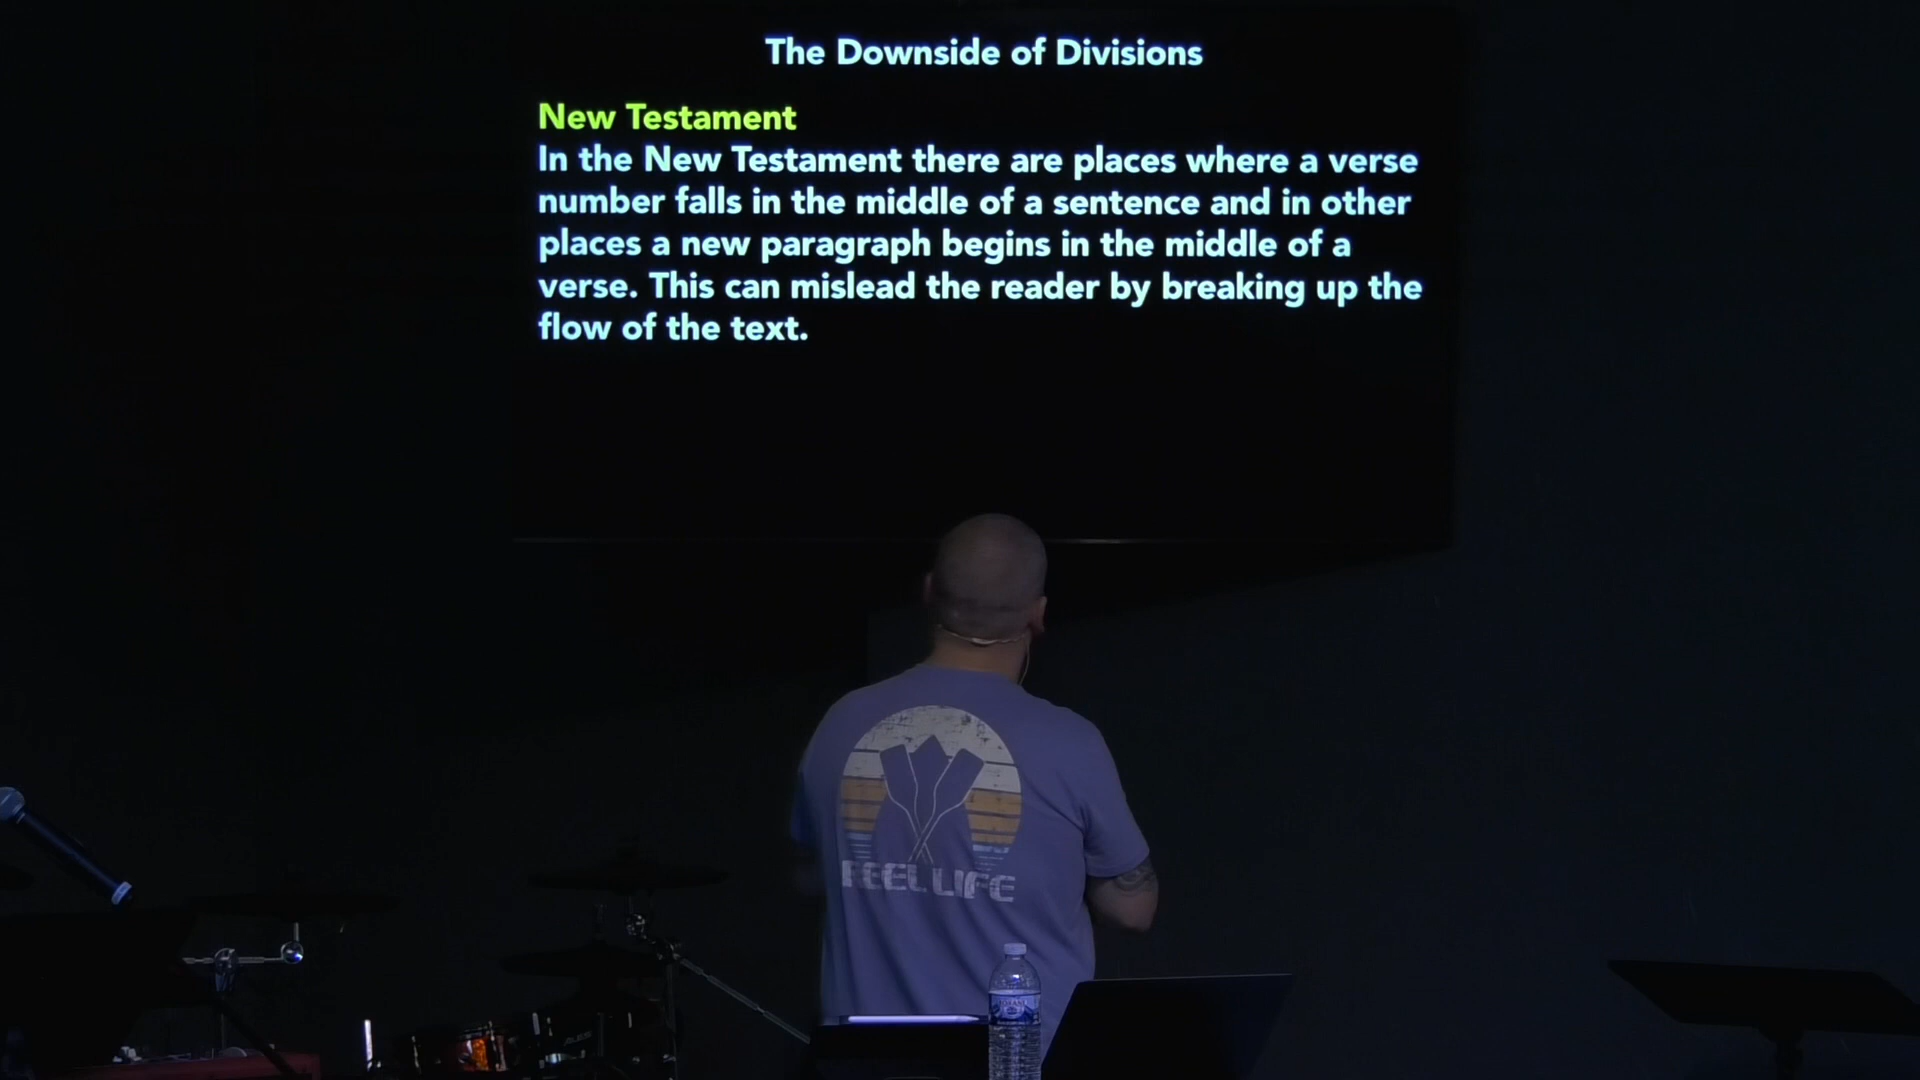 The Downside of Divisions
New Testament
In the New Testament there are places where a verse
number falls in the middle of a sentence and in other
places a new paragraph begins in the middle of a
verse. This can mislead the reader by breaking up the
flow of the text.
REEL LIFE